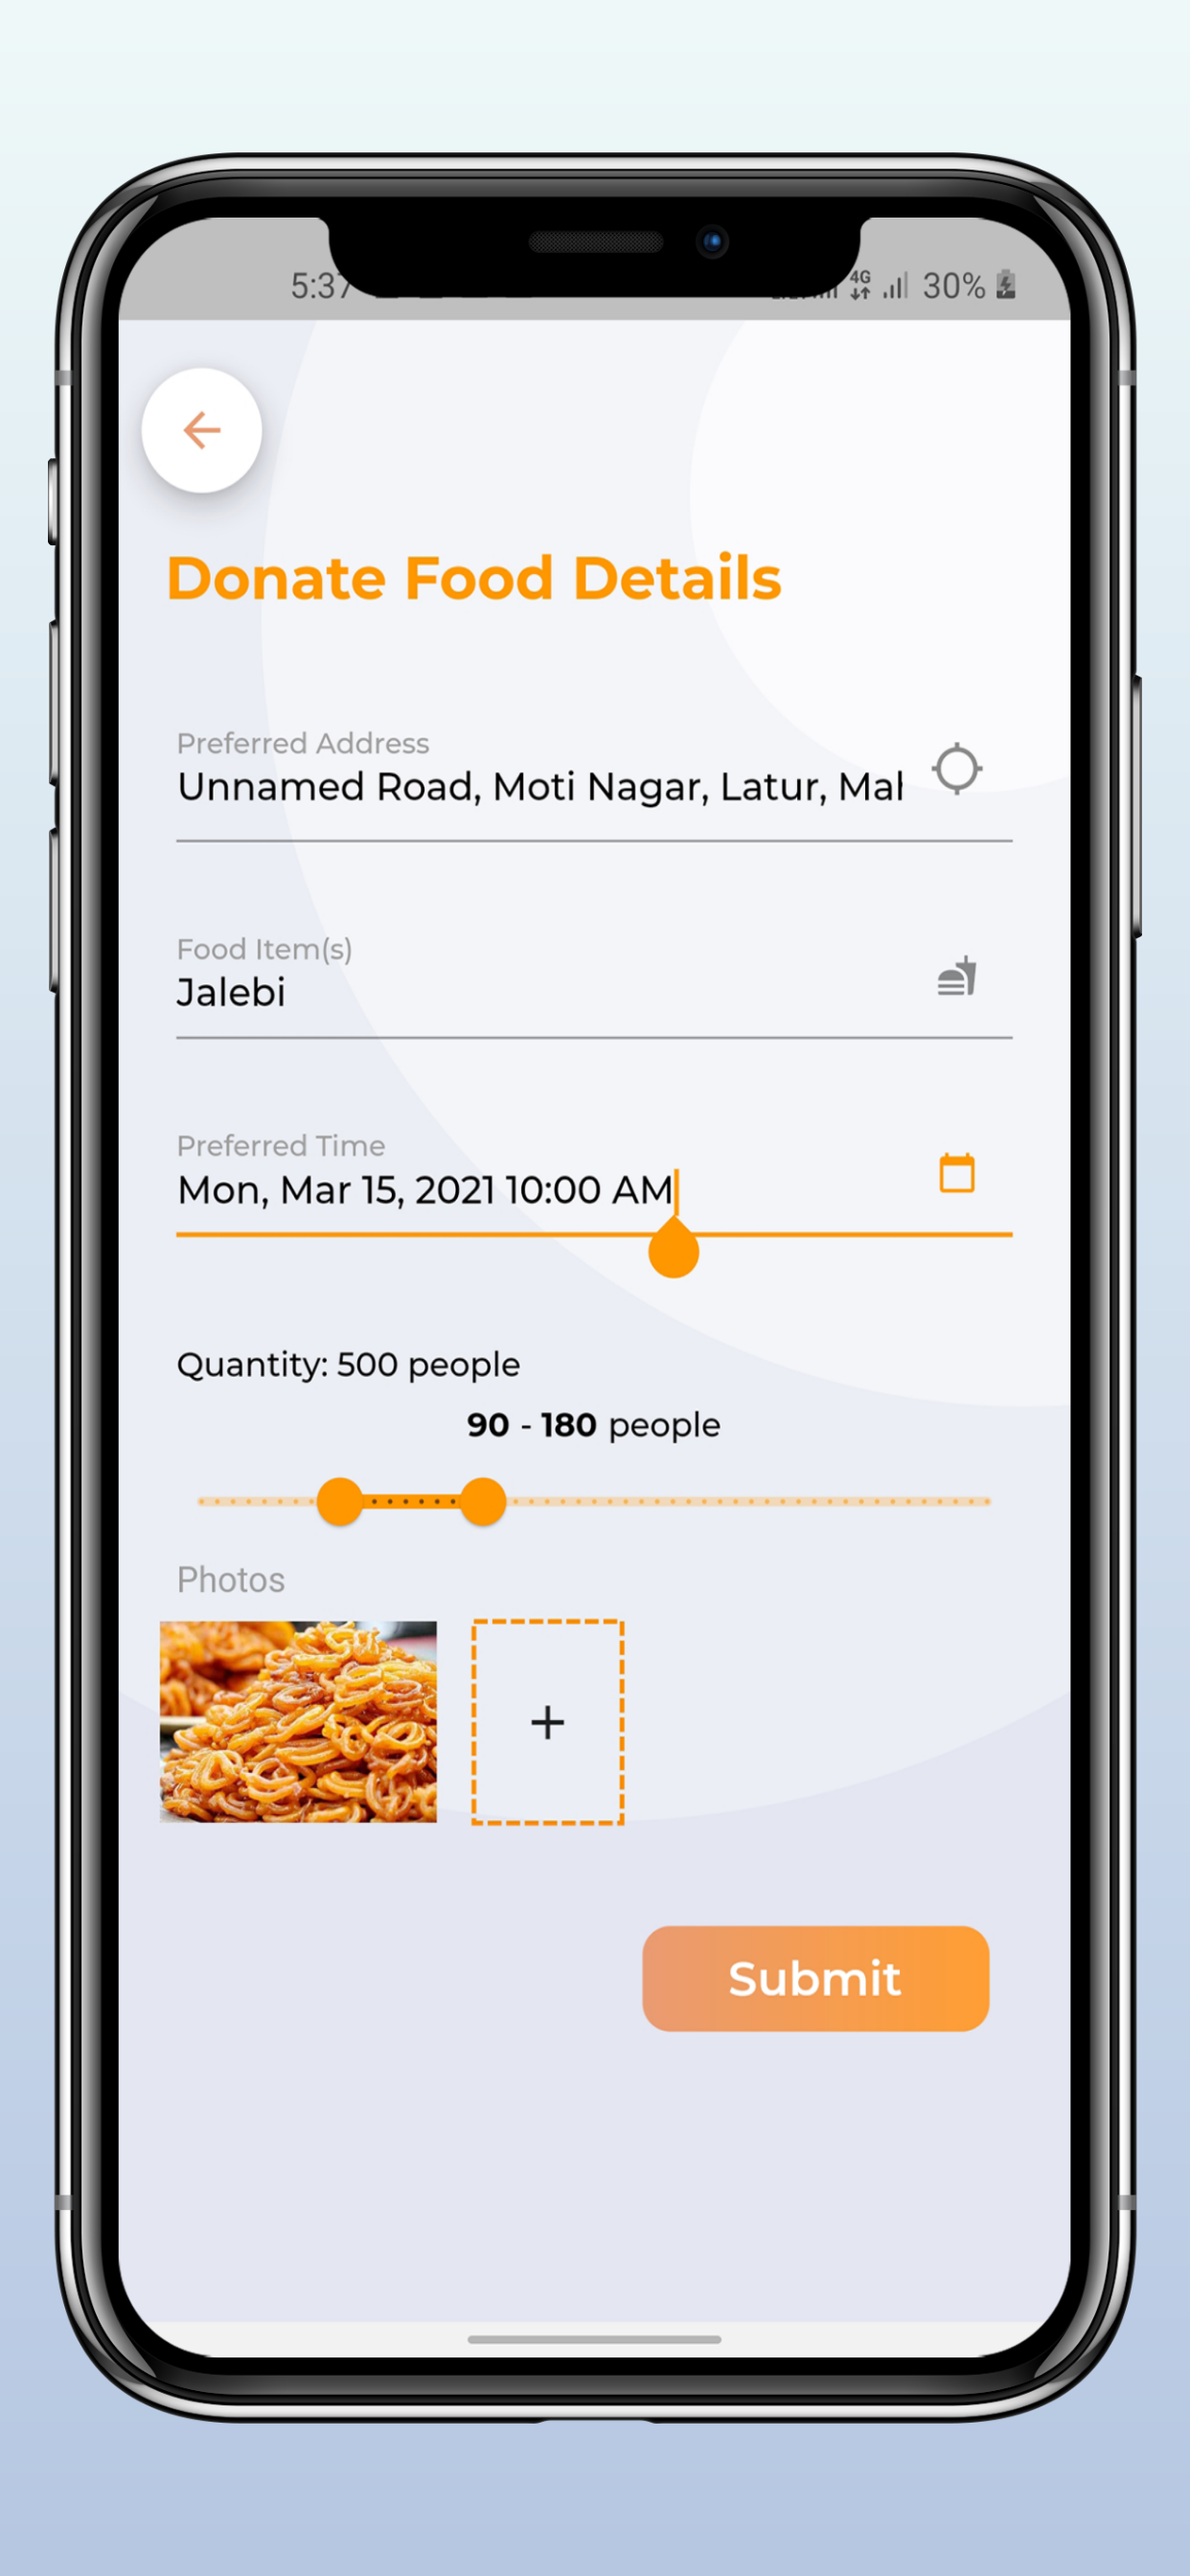 5:37
4G
30%
Donate Food Details
Preferred Address
Unnamed Road, Moti Nagar, Latur,
Food Item(s)
Jalebi
Preferred Time
Mon, Mar 15, 2021 10:00 AM
Quantity: 500 people
90 - 180 people
Photos
+
Submit